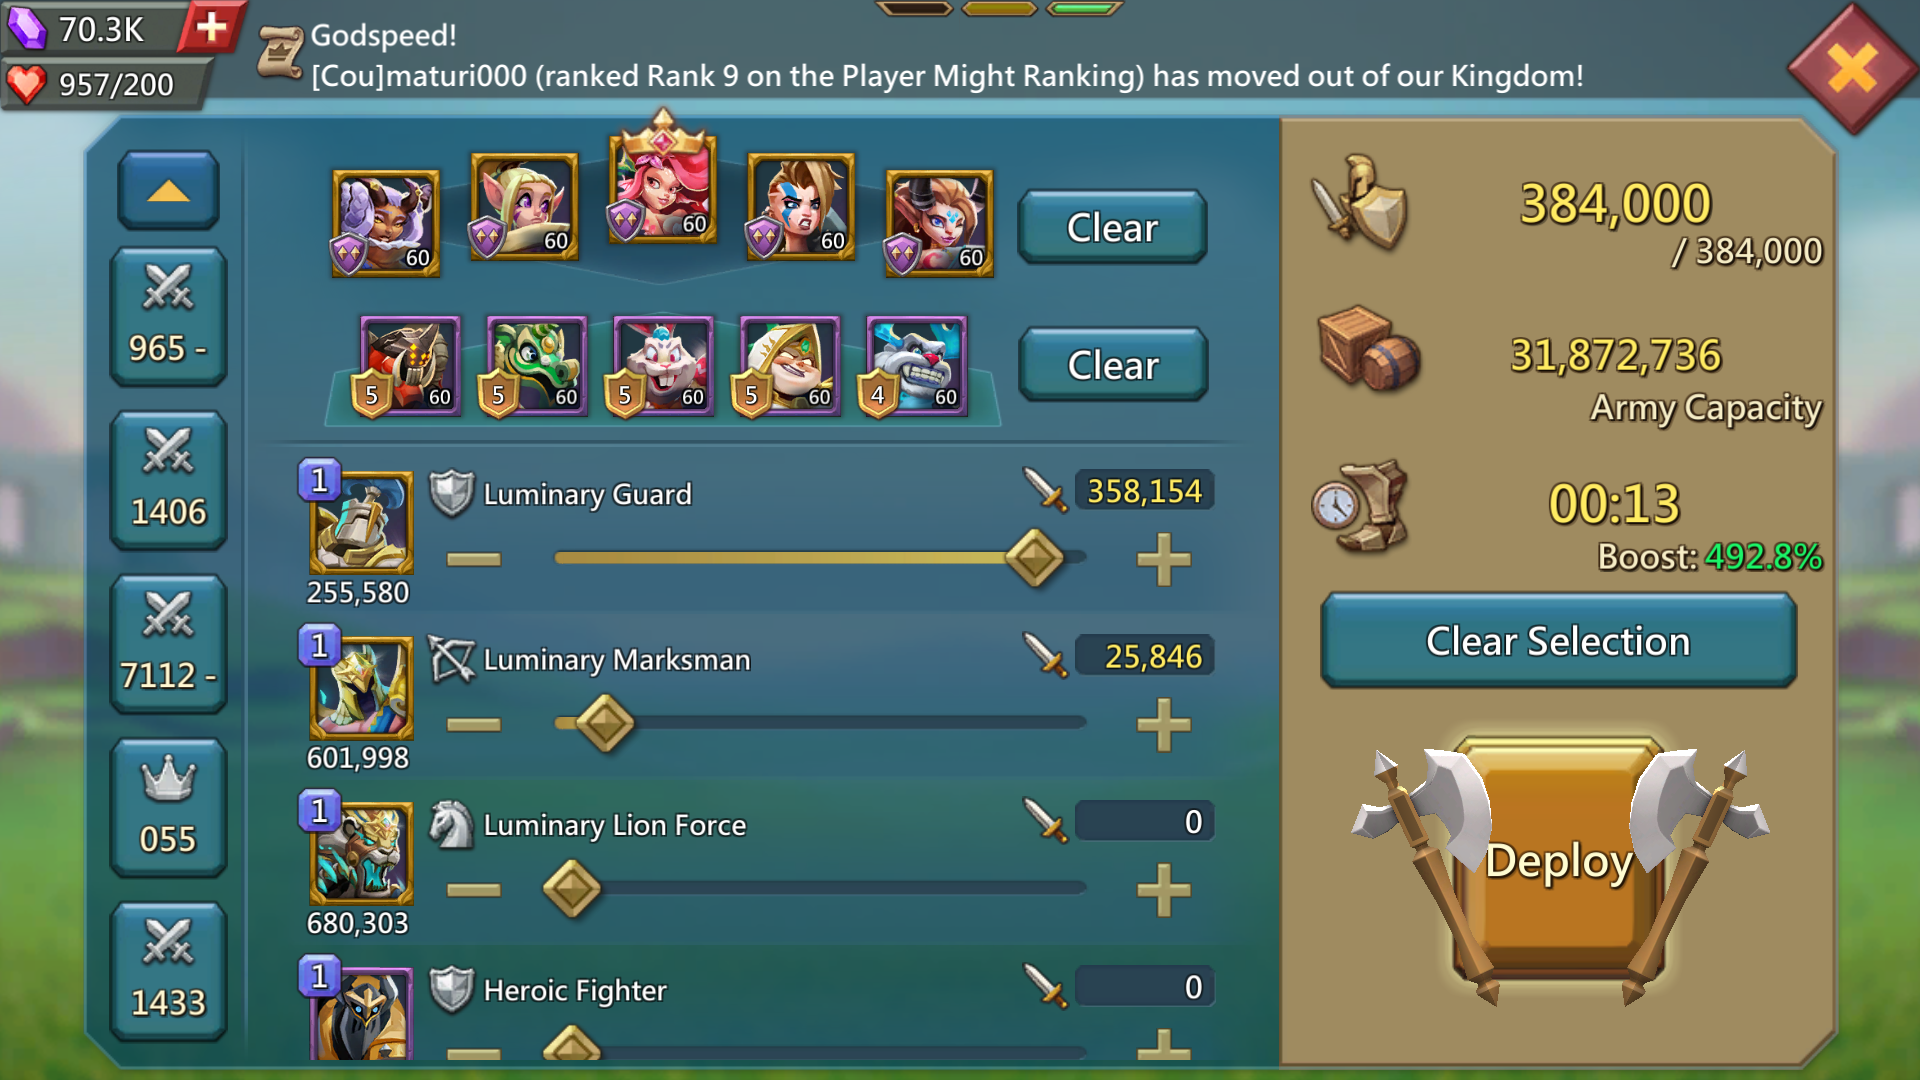 70.3K
957/200
Godspeed!
[Cou]maturi000 (ranked Rank 9 on the Player Might Ranking) has moved out of our Kingdom!
965 -
1406
7112 -
055
1433
60
60
60
60
60
Clear
5 60
5 60
5 60
5 60
4 60
Clear
1
Luminary Guard
358,154
255,580
1
Luminary Marksman
25,846
601,998
1
Luminary Lion Force
0
680,303
1
Heroic Fighter
0
384,000
/ 384,000
31,872,736
Army Capacity
00:13
Boost: 492.8%
Clear Selection
Deploy